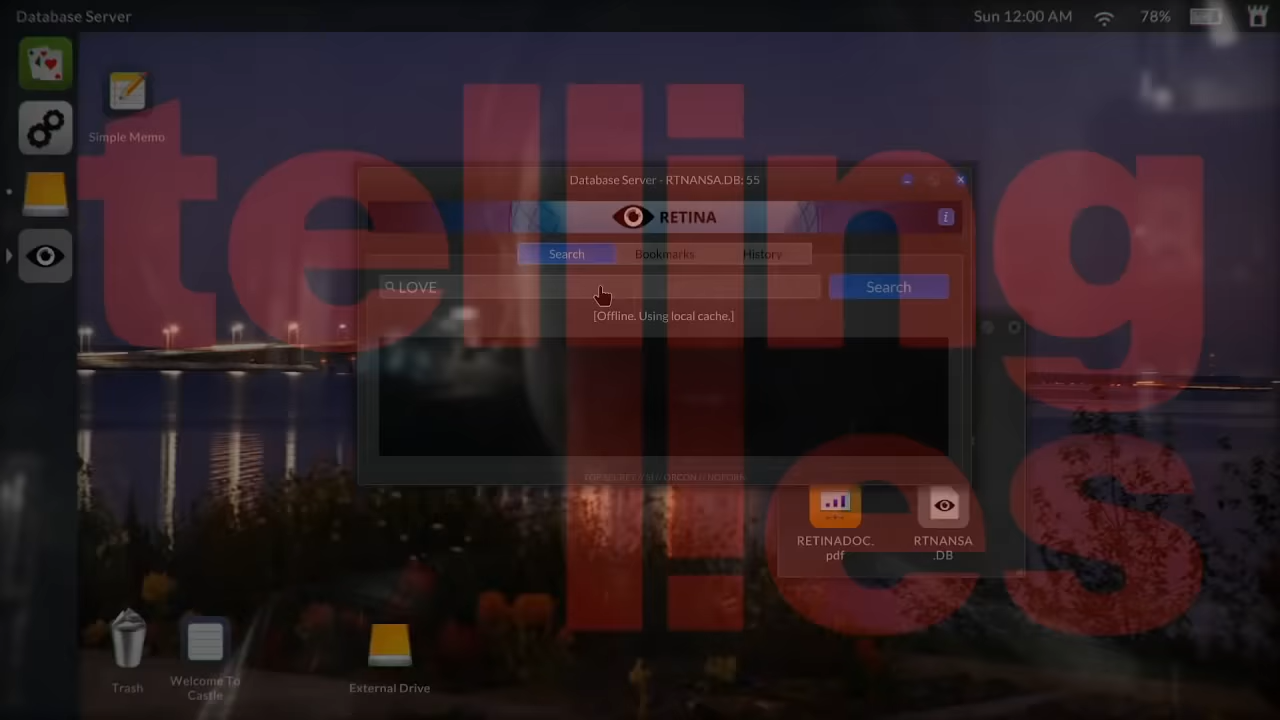 Database Server
Sun 12:00 AM
78%
Simple Memo
telling
lies
Database Server - RTNANSA.DB: 55
RETINA
i
Search
Bookmarks
History
LOVE
Search
[Offline. Using local cache.]
RETINADOC.
pdf
RTNANSA
.DB
Trash
Welcome To
Castle
External Drive